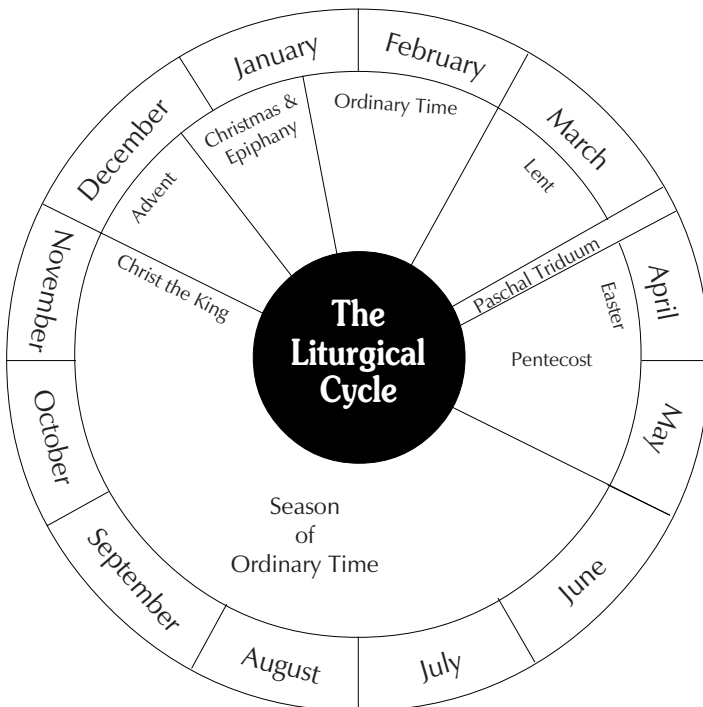 January
February
March
April
May
June
July
August
September
October
November
December
Christmas &
Epiphany
Ordinary Time
Lent
Paschal Triduum
Easter
Pentecost
Season
of
Ordinary Time
Christ the King
Advent
The
Liturgical
Cycle